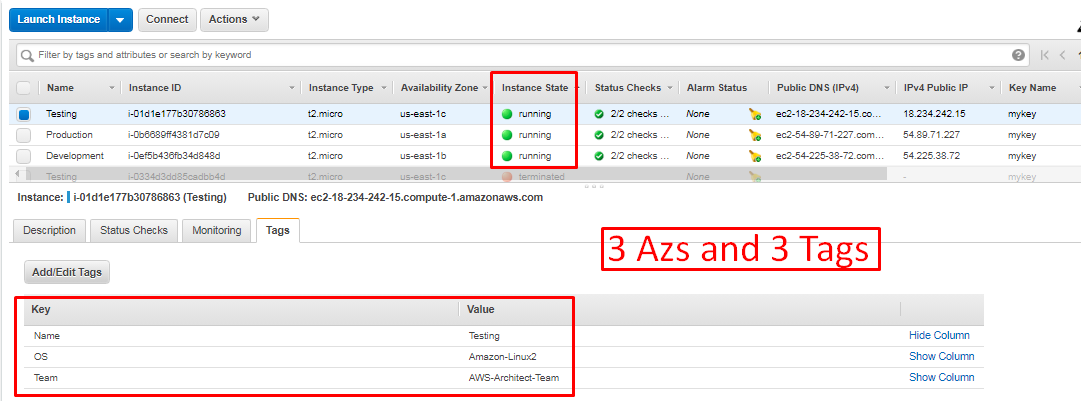 Launch Instance Connect Actions
Filter by tags and attributes or search by keyword
Name Instance ID Instance Type Availability Zone Instance State Status Checks Alarm Status Public DNS (IPv4) IPv4 Public IP Key Name
Testing i-01d1e177b30786863 t2.micro us-east-1c running 2/2 checks ... None ec2-18-234-242-15.co... 18.234.242.15 mykey
Production i-0b6689ff4381d7c09 t2.micro us-east-1a running 2/2 checks ... None ec2-54-89-71-227.com... 54.89.71.227 mykey
Development i-0ef5b436fb34d848d t2.micro us-east-1b running 2/2 checks ... None ec2-54-225-38-72.com... 54.225.38.72 mykey
Testing i-0334d3dd85cadbb4d t2.micro us-east-1c terminated None - mykey
Instance: i-01d1e177b30786863 (Testing) Public DNS: ec2-18-234-242-15.compute-1.amazonaws.com
Description Status Checks Monitoring Tags
3 Azs and 3 Tags
Add/Edit Tags
Key Value
Name Testing Hide Column
OS Amazon-Linux2 Show Column
Team AWS-Architect-Team Show Column